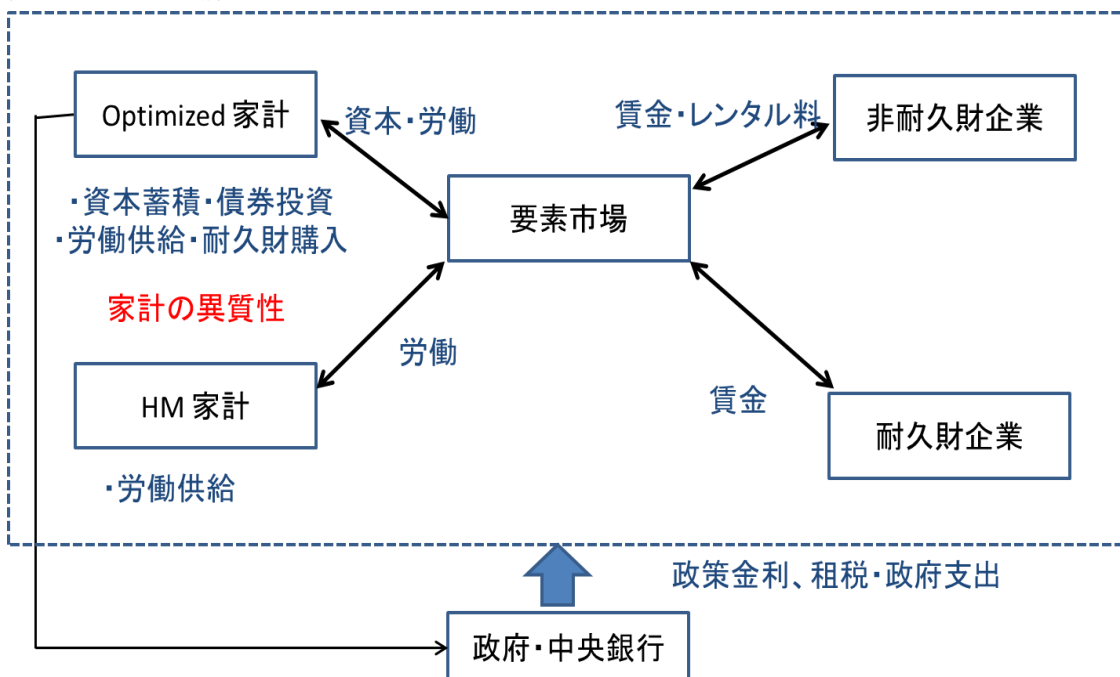 Optimized 家計
資本・労働
賃金・レンタル料
非耐久財企業
・資本蓄積・債券投資
・労働供給・耐久財購入
要素市場
家計の異質性
労働
HM 家計
賃金
耐久財企業
・労働供給
政策金利、租税・政府支出
政府・中央銀行